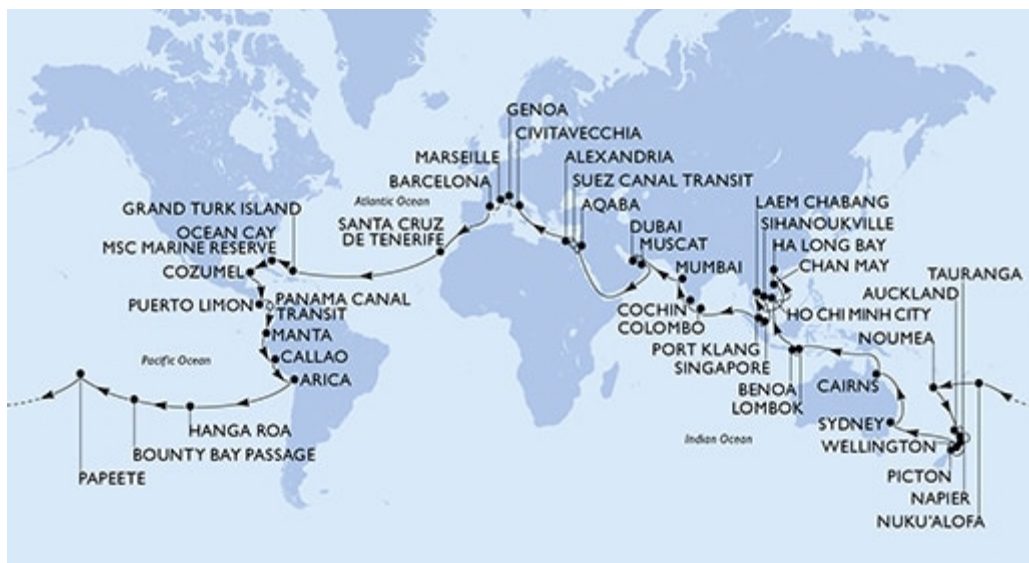 GENOA
CIVITAVECCHIA
MARSEILLE
ALEXANDRIA
BARCELONA
SUEZ CANAL TRANSIT
Atlantic Ocean
AQABA
GRAND TURK ISLAND
SANTA CRUZ
DE TENERIFE
OCEAN CAY
MSC MARINE RESERVE
COZUMEL
DUBAI
MUSCAT
MUMBAI
LAEM CHABANG
SIHANOUKVILLE
HA LONG BAY
CHAN MAY
TAURANGA
AUCKLAND
PUERTO LIMON
PANAMA CANAL
TRANSIT
COCHIN
COLOMBO
HO CHI MINH CITY
NOUMEA
MANTA
PORT KLANG
SINGAPORE
Pacific Ocean
CALLAO
ARICA
BENOA
LOMBOK
CAIRNS
HANGA ROA
BOUNTY BAY PASSAGE
PAPEETE
Indian Ocean
SYDNEY
WELLINGTON
PICTON
NAPIER
NUKU'ALOFA